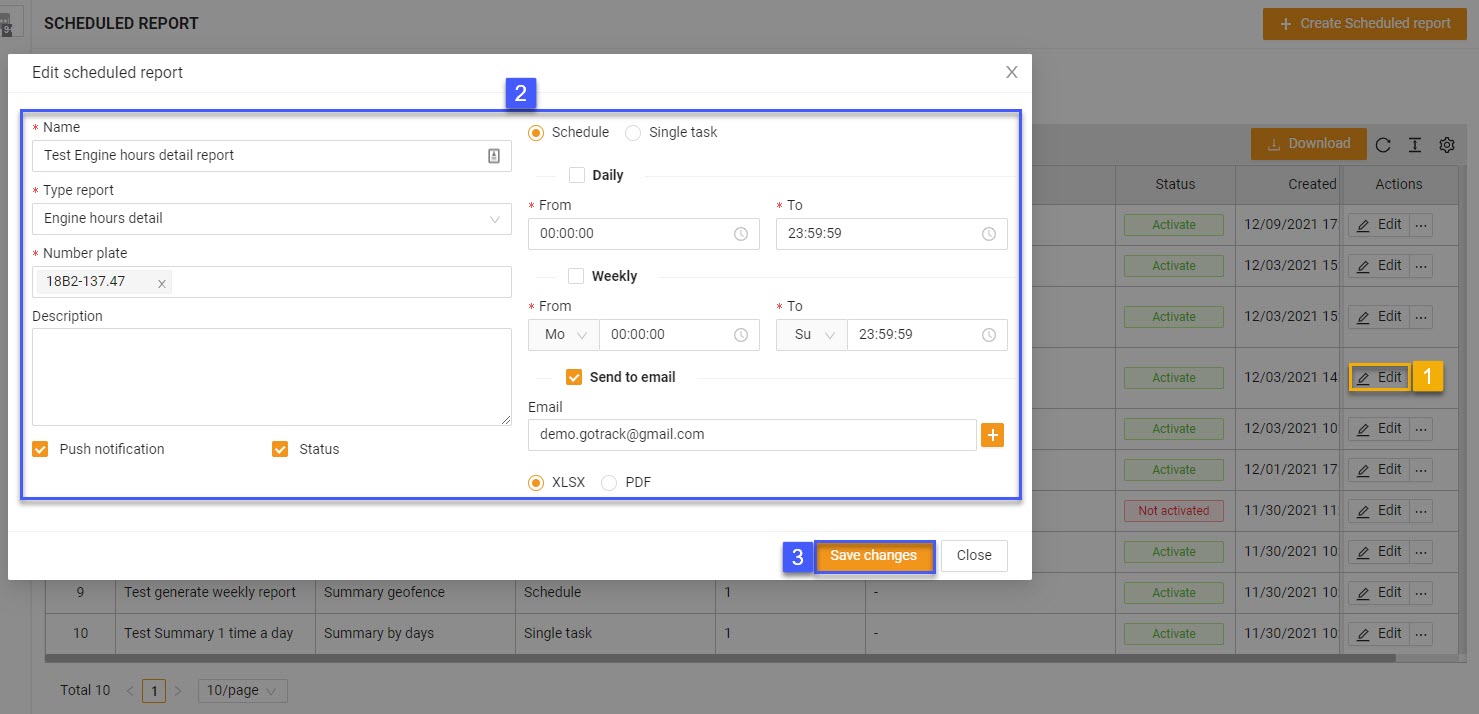 SCHEDULED REPORT
+ Create Scheduled report
Edit scheduled report
2
* Name
Test Engine hours detail report
* Type report
Engine hours detail
* Number plate
18B2-137.47 x
Description
Push notification
Status
Schedule
Single task
Daily
* From
* To
00:00:00
23:59:59
Weekly
* From
* To
Mo
00:00:00
Su
23:59:59
Send to email
Email
demo.gotrack@gmail.com
+
XLSX
PDF
3
Save changes
Close
Download
Status Created Actions
Activate 12/09/2021 17: Edit ...
Activate 12/03/2021 15: Edit ...
Activate 12/03/2021 15: Edit ...
Activate 12/03/2021 14: Edit 1
Activate 12/03/2021 10: Edit ...
Activate 12/01/2021 17: Edit ...
Not activated 11/30/2021 11: Edit ...
Activate 11/30/2021 10: Edit ...
9 Test generate weekly report Summary geofence Schedule 1 - Activate 11/30/2021 10: Edit ...
10 Test Summary 1 time a day Summary by days Single task 1 - Activate 11/30/2021 10: Edit ...
Total 10 < 1 > 10/page